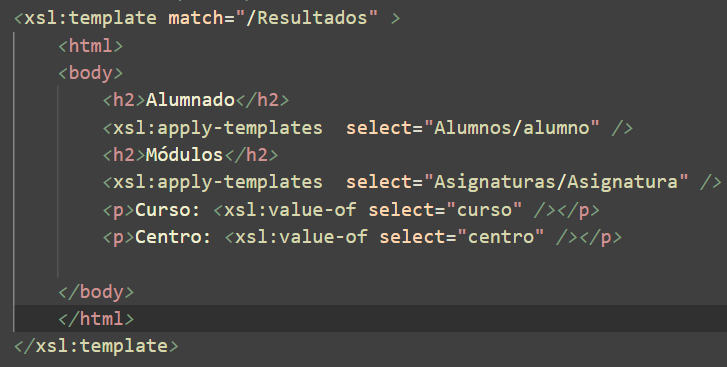 <xsl:template match="/Resultados" >
<html>
<body>
<h2>Alumnado</h2>
<xsl:apply-templates  select="Alumnos/alumno" />
<h2>Módulos</h2>
<xsl:apply-templates  select="Asignaturas/Asignatura" />
<p>Curso: <xsl:value-of select="curso" /></p>
<p>Centro: <xsl:value-of select="centro" /></p>
</body>
</html>
</xsl:template>